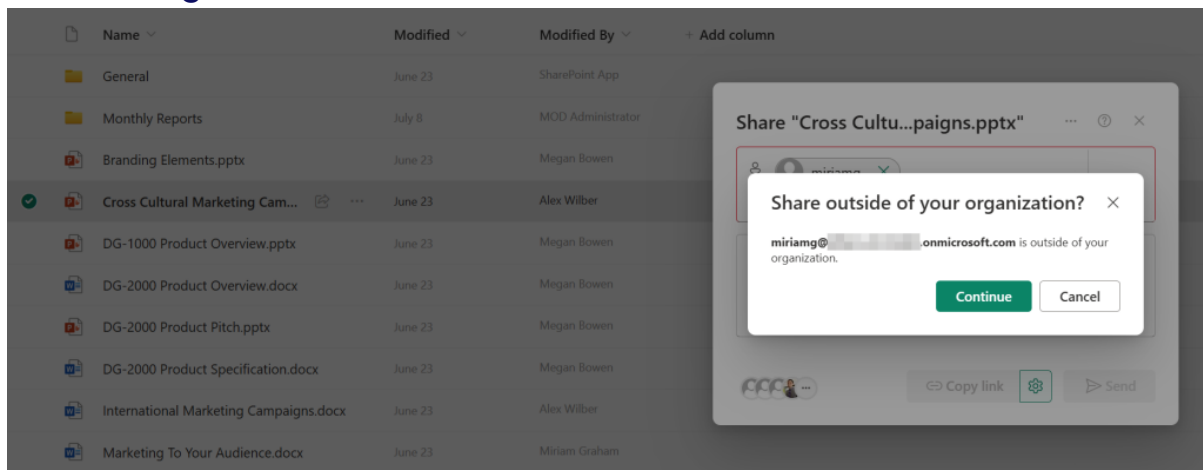 Name Modified Modified By + Add column
General June 23 SharePoint App
Monthly Reports July 8 MOD Administrator
Branding Elements.pptx June 23 Megan Bowen
Cross Cultural Marketing Cam... ... June 23 Alex Wilber
DG-1000 Product Overview.pptx June 23 Megan Bowen
DG-2000 Product Overview.docx June 23 Megan Bowen
DG-2000 Product Pitch.pptx June 23 Megan Bowen
DG-2000 Product Specification.docx June 23 Megan Bowen
International Marketing Campaigns.docx June 23 Alex Wilber
Marketing To Your Audience.docx June 23 Miriam Graham
Share "Cross Cultu...paigns.pptx"
miriamg
Share outside of your organization?
miriamg@ .onmicrosoft.com is outside of your
organization.
Continue Cancel
Copy link Send